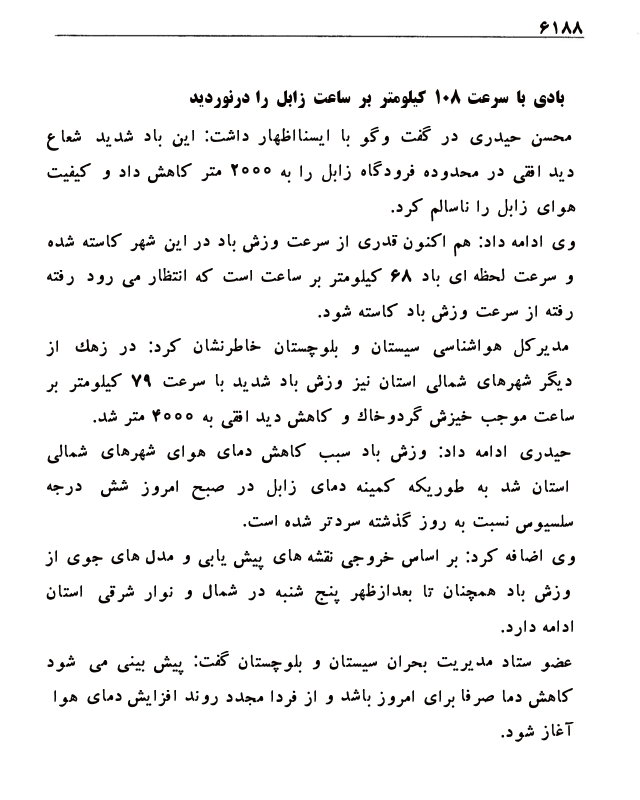 ۶۱۸۸
بادی با سرعت ۱۰۸ کیلومتر بر ساعت زابل را درنوردید
محسن حیدری در گفت وگو با ایسنااظهار داشت: این باد شدید شعاع
دید افقی در محدوده فرودگاه زابل را به ۲۰۰۰ متر کاهش داد و کیفیت
هوای زابل را ناسالم کرد.
وی ادامه داد: هم اکنون قدری از سرعت وزش باد در این شهر کاسته شده
و سرعت لحظه ای باد ۶۸ کیلومتر بر ساعت است که انتظار می رود رفته
رفته از سرعت وزش باد کاسته شود.
مدیرکل هواشناسی سیستان و بلوچستان خاطرنشان کرد: در زهك از
دیگر شهرهای شمالی استان نیز وزش باد شدید با سرعت ۷۹ کیلومتر بر
ساعت موجب خیزش گردوخاك و کاهش دید افقی به ۴۰۰۰ متر شد.
حیدری ادامه داد: وزش باد سبب کاهش دمای هوای شهرهای شمالی
استان شد به طوریکه کمینه دمای زابل در صبح امروز شش درجه
سلسیوس نسبت به روز گذشته سردتر شده است.
وی اضافه کرد: بر اساس خروجی نقشه های پیش یابی و مدل های جوی از
وزش باد همچنان تا بعدازظهر پنج شنبه در شمال و نوار شرقی استان
ادامه دارد.
عضو ستاد مدیریت بحران سیستان و بلوچستان گفت: پیش بینی می شود
کاهش دما صرفا برای امروز باشد و از فردا مجدد روند افزایش دمای هوا
آغاز شود.